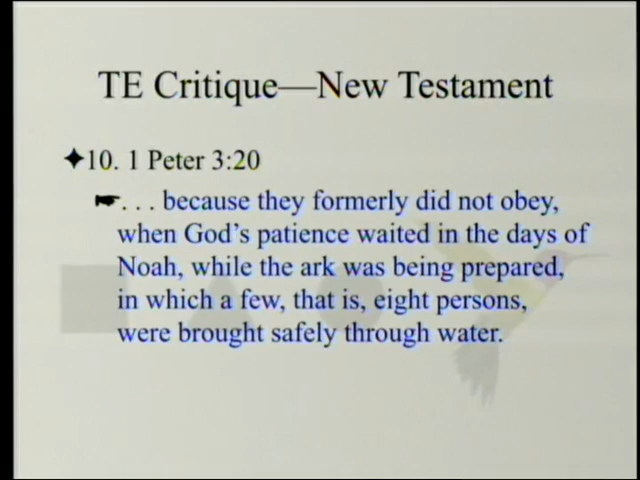 TE Critique—New Testament
10. 1 Peter 3:20
. . . because they formerly did not obey,
when God’s patience waited in the days of
Noah, while the ark was being prepared,
in which a few, that is, eight persons,
were brought safely through water.